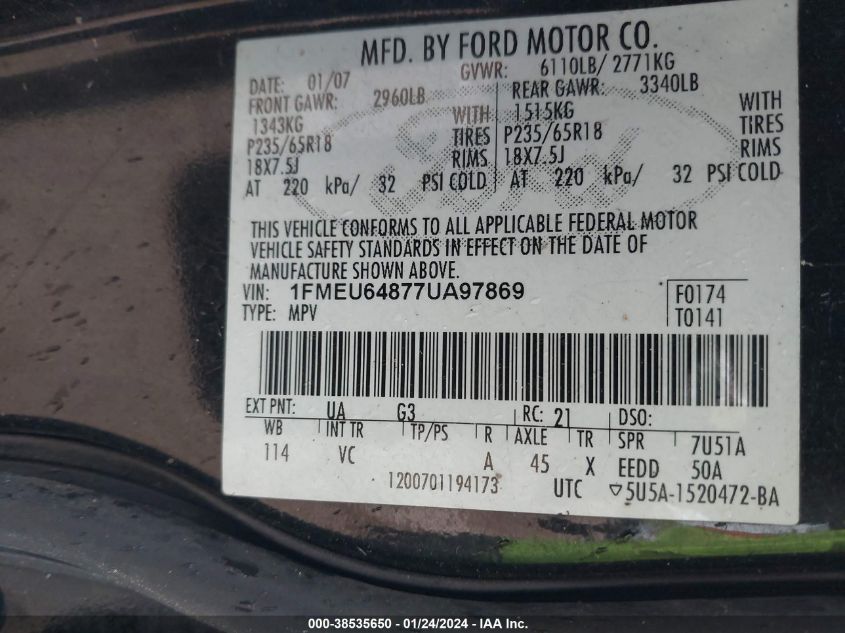 MFD. BY FORD MOTOR CO.
DATE: 01/07 GVWR: 6110LB/ 2771KG
FRONT GAWR: 2960LB REAR GAWR: 3340LB
1343KG WITH 1515KG WITH
P235/65R18 TIRES P235/65R18 TIRES
18X7.5J RIMS 18X7.5J RIMS
AT 220 kPa/ 32 PSI COLD AT 220 kPa/ 32 PSI COLD
THIS VEHICLE CONFORMS TO ALL APPLICABLE FEDERAL MOTOR
VEHICLE SAFETY STANDARDS IN EFFECT ON THE DATE OF
MANUFACTURE SHOWN ABOVE.
VIN: 1FMEU64877UA97869 F0174
TYPE: MPV T0141
EXT PNT: UA G3 RC: 21 DSO:
WB INT TR TP/PS R AXLE TR SPR 7U51A
114 VC A 45 X EEDD 50A
1200701194173 UTC ▽5U5A-1520472-BA
000-38535650 - 01/24/2024 - IAA Inc.